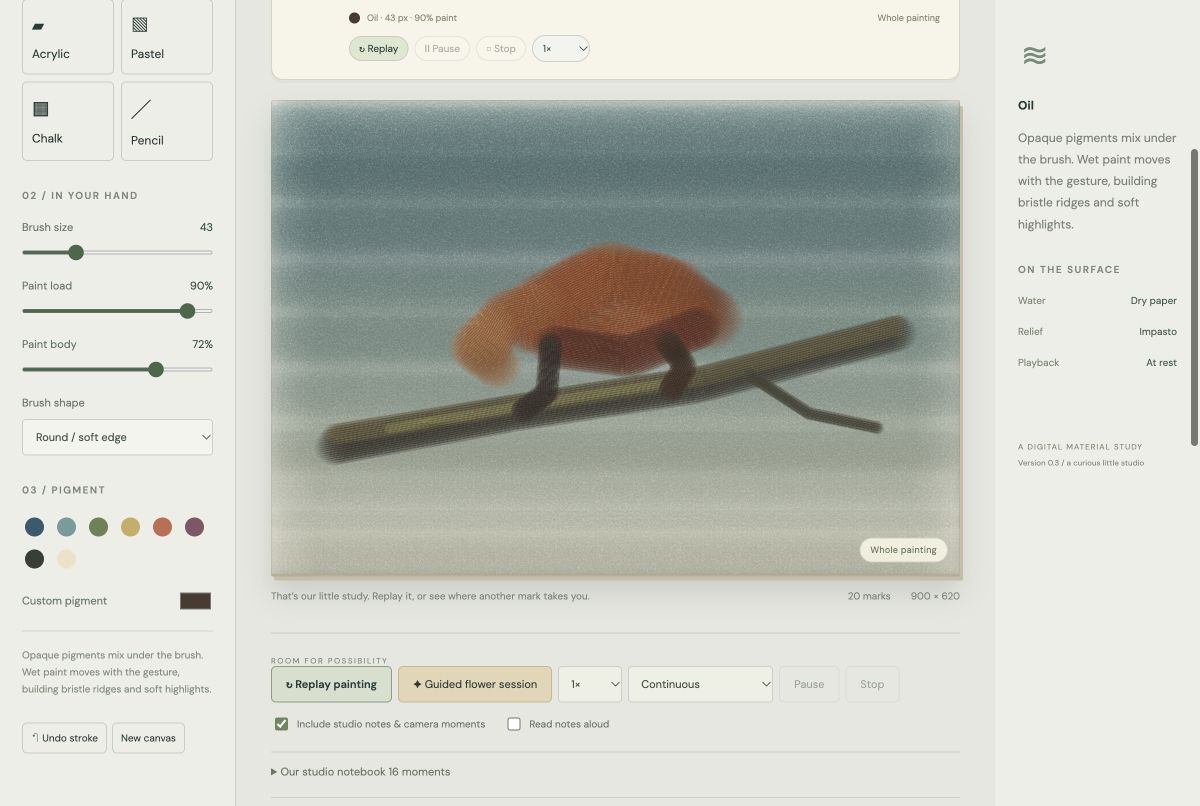 Acrylic
Pastel
Chalk
Pencil
02 / IN YOUR HAND
Brush size 43
Paint load 90%
Paint body 72%
Brush shape
Round / soft edge
03 / PIGMENT
Custom pigment
Opaque pigments mix under the brush.
Wet paint moves with the gesture,
building bristle ridges and soft highlights.
Undo stroke
New canvas
Oil · 43 px · 90% paint
Whole painting
↻ Replay
II Pause
Stop
1×
Whole painting
That's our little study. Replay it, or see where another mark takes you.
20 marks
900 × 620
ROOM FOR POSSIBILITY
↻ Replay painting
✦ Guided flower session
1×
Continuous
Pause
Stop
Include studio notes & camera moments
Read notes aloud
▶ Our studio notebook 16 moments
Oil
Opaque pigments mix under
the brush. Wet paint moves
with the gesture, building
bristle ridges and soft
highlights.
ON THE SURFACE
Water Dry paper
Relief Impasto
Playback At rest
A DIGITAL MATERIAL STUDY
Version 0.3 / a curious little studio